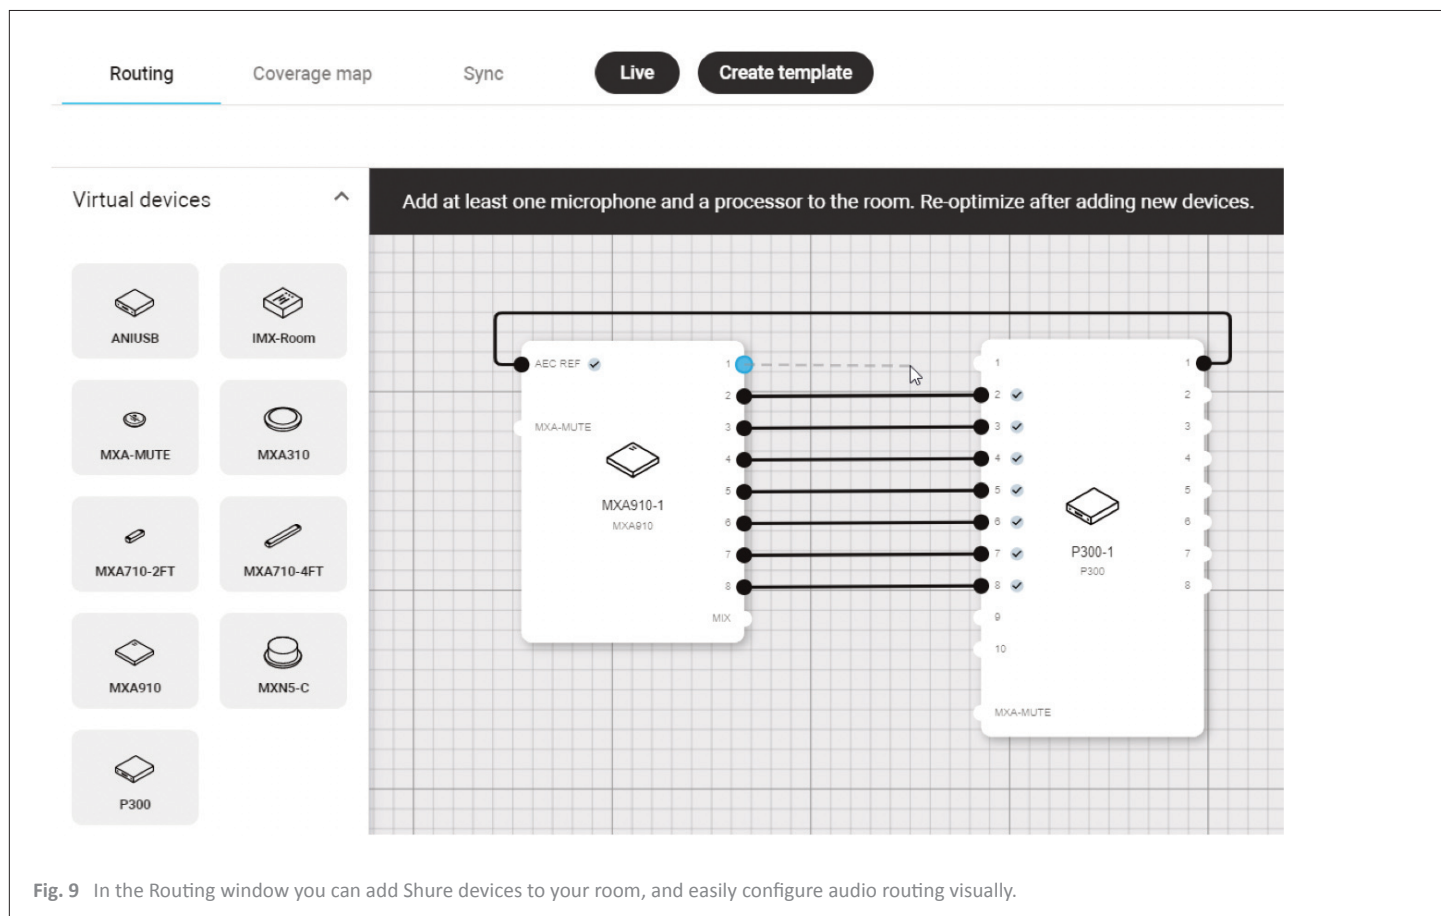 Routing Coverage map Sync Live Create template
Virtual devices
Add at least one microphone and a processor to the room. Re-optimize after adding new devices.
ANIUSB IMX-Room
MXA-MUTE MXA310
MXA710-2FT MXA710-4FT
MXA910 MXN5-C
P300
AEC REF 1
2
MXA-MUTE 3
4
5
MXA910-1
MXA910
6
7
8
MIX
1 1
2 2
3 3
4 4
5 5
6 6
7 P300-1 7
P300
8 8
9
10
MXA-MUTE
Fig. 9 In the Routing window you can add Shure devices to your room, and easily configure audio routing visually.